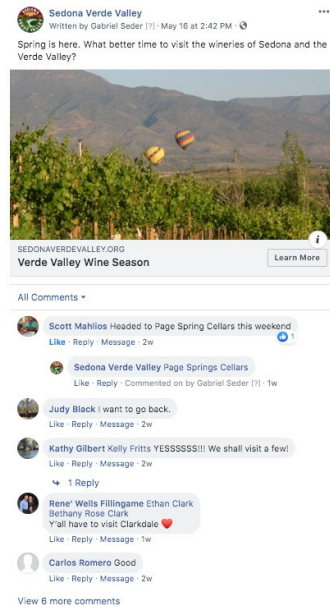 Sedona Verde Valley
Written by Gabriel Seder [?] · May 16 at 2:42 PM ·
Spring is here. What better time to visit the wineries of Sedona and the
Verde Valley?
SEDONAVERDEVALLEY.ORG
Verde Valley Wine Season
Learn More
All Comments
Scott Mahlios Headed to Page Spring Cellars this weekend
1
Like · Reply · Message · 2w
Sedona Verde Valley Page Springs Cellars
Like · Reply · Commented on by Gabriel Seder [?] · 1w
Judy Black I want to go back.
Like · Reply · Message · 2w
Kathy Gilbert Kelly Fritts YESSSSSS!!! We shall visit a few!
Like · Reply · Message · 2w
1 Reply
Rene' Wells Fillingame Ethan Clark
Bethany Rose Clark
Y'all have to visit Clarkdale ❤️
Like · Reply · Message · 1w
Carlos Romero Good
Like · Reply · Message · 2w
View 6 more comments